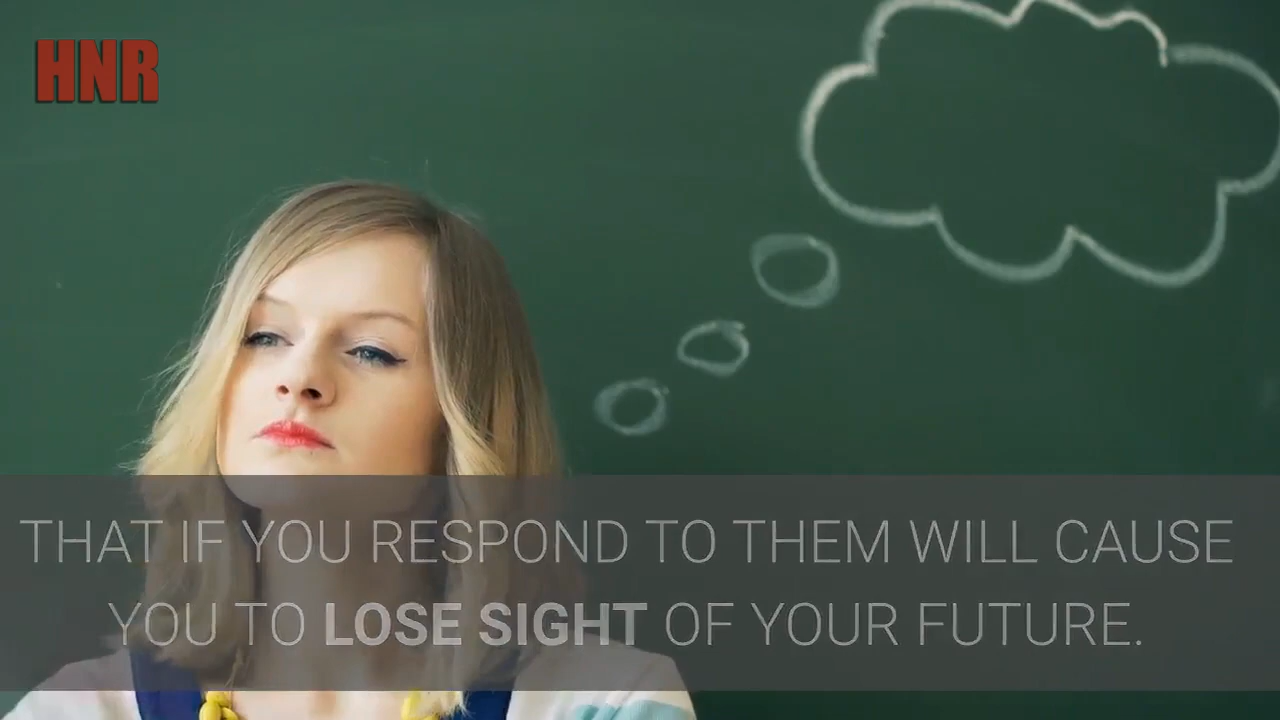 HNR
THAT IF YOU RESPOND TO THEM WILL CAUSE
YOU TO LOSE SIGHT OF YOUR FUTURE.